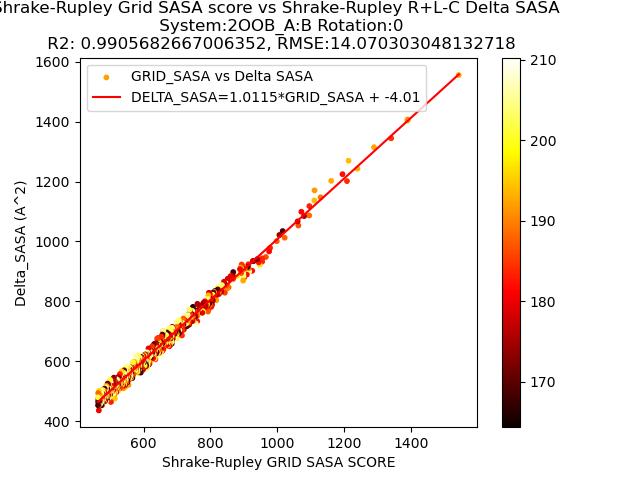 Shrake-Rupley Grid SASA score vs Shrake-Rupley R+L-C Delta SASA
System:2OOB_A:B Rotation:0
R2: 0.9905682667006352, RMSE:14.070303048132718
GRID_SASA vs Delta SASA
DELTA_SASA=1.0115*GRID_SASA + -4.01
Delta_SASA (A^2)
1600
1400
1200
1000
800
600
400
600 800 1000 1200 1400
Shrake-Rupley GRID SASA SCORE
210
200
190
180
170